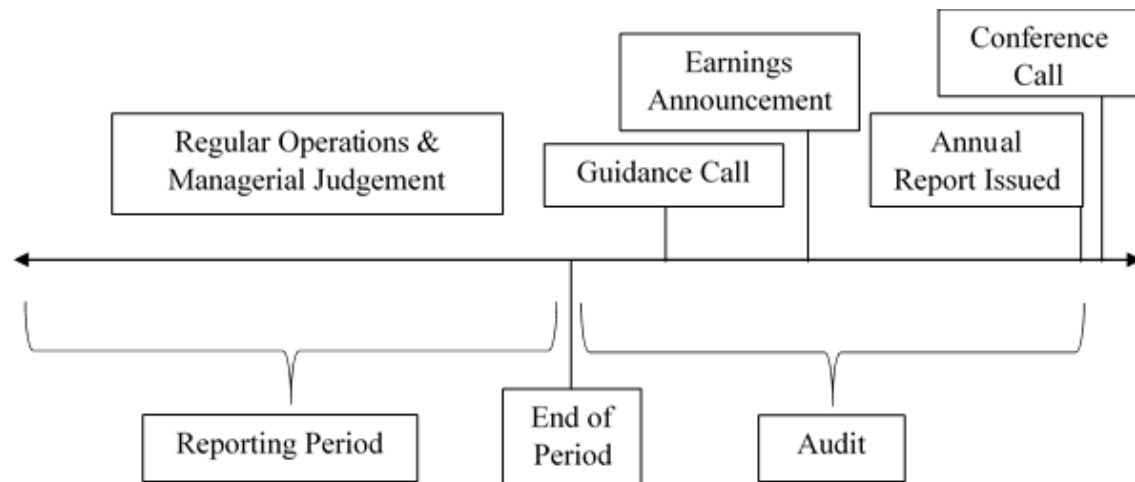 Conference
Call
Earnings
Announcement
Regular Operations &
Managerial Judgement
Guidance Call
Annual
Report Issued
Reporting Period
End of
Period
Audit